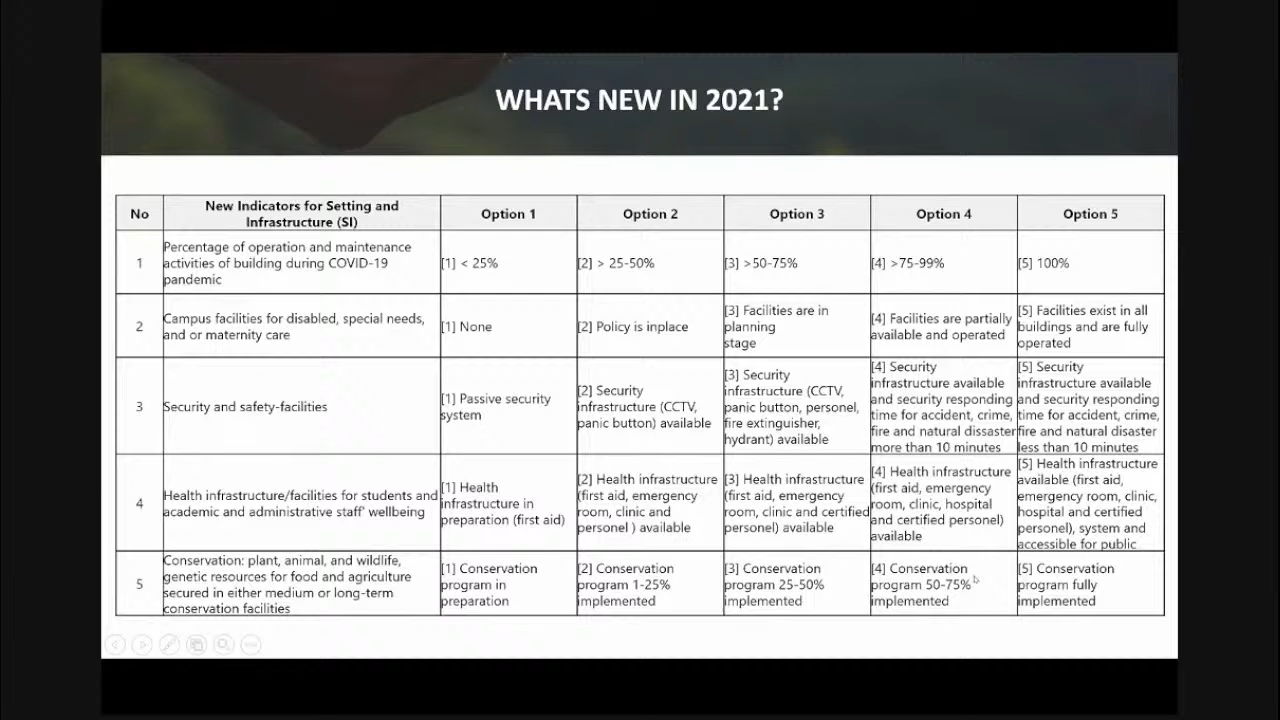 WHATS NEW IN 2021?
No
New Indicators for Setting and
Infrastructure (SI)
Option 1
Option 2
Option 3
Option 4
Option 5
1
Percentage of operation and maintenance
activities of building during COVID-19
pandemic
[1] < 25%
[2] > 25-50%
[3] >50-75%
[4] >75-99%
[5] 100%
2
Campus facilities for disabled, special needs,
and or maternity care
[1] None
[2] Policy is inplace
[3] Facilities are in
planning
stage
[4] Facilities are partially
available and operated
[5] Facilities exist in all
buildings and are fully
operated
3
Security and safety-facilities
[1] Passive security
system
[2] Security
infrastructure (CCTV,
panic button) available
[3] Security
infrastructure (CCTV,
panic button, personel,
fire extinguisher,
hydrant) available
[4] Security
infrastructure available
and security responding
time for accident, crime,
fire and natural dissaster
more than 10 minutes
[5] Security
infrastructure available
and security responding
time for accident, crime,
fire and natural disaster
less than 10 minutes
4
Health infrastructure/facilities for students and
academic and administrative staff' wellbeing
[1] Health
infrastructure in
preparation (first aid)
[2] Health infrastructure
(first aid, emergency
room, clinic and
personel ) available
[3] Health infrastructure
(first aid, emergency
room, clinic and certified
personel) available
[4] Health infrastructure
(first aid, emergency
room, clinic, hospital
and certified personel)
available
[5] Health infrastructure
available (first aid,
emergency room, clinic,
hospital and certified
personel), system and
accessible for public
5
Conservation: plant, animal, and wildlife,
genetic resources for food and agriculture
secured in either medium or long-term
conservation facilities
[1] Conservation
program in
preparation
[2] Conservation
program 1-25%
implemented
[3] Conservation
program 25-50%
implemented
[4] Conservation
program 50-75%
implemented
[5] Conservation
program fully
implemented